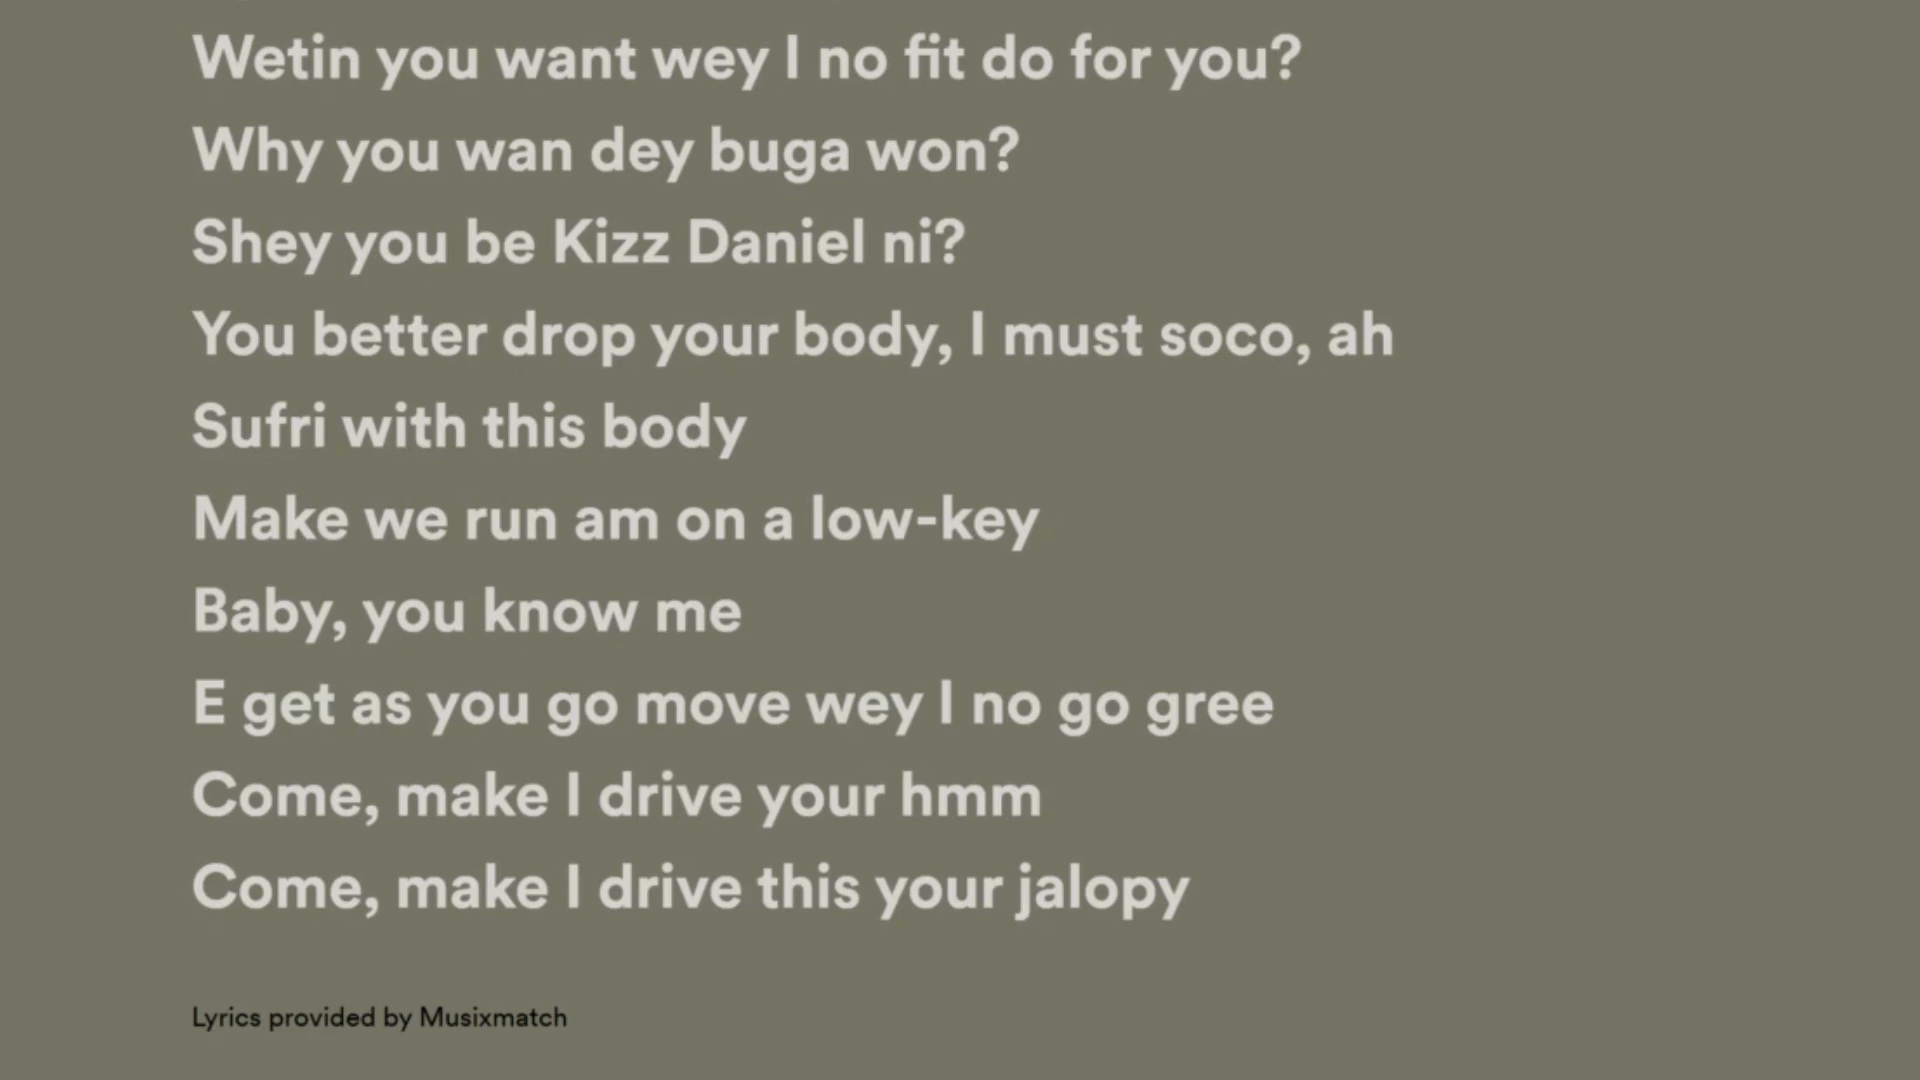 Wetin you want wey I no fit do for you?
Why you wan dey buga won?
Shey you be Kizz Daniel ni?
You better drop your body, I must soco, ah
Sufri with this body
Make we run am on a low-key
Baby, you know me
E get as you go move wey I no go gree
Come, make I drive your hmm
Come, make I drive this your jalopy
Lyrics provided by Musixmatch